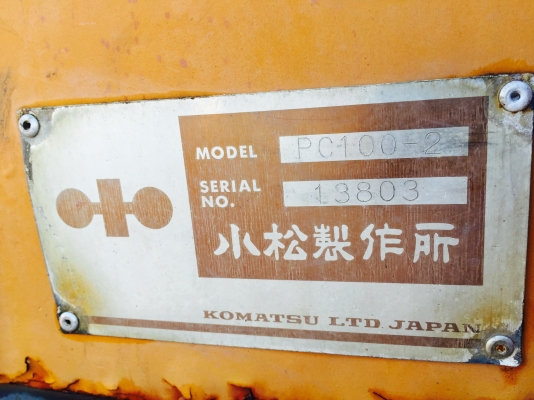 MODEL PC100-2
SERIAL NO. 13803
小松製作所
KOMATSU LTD. JAPAN